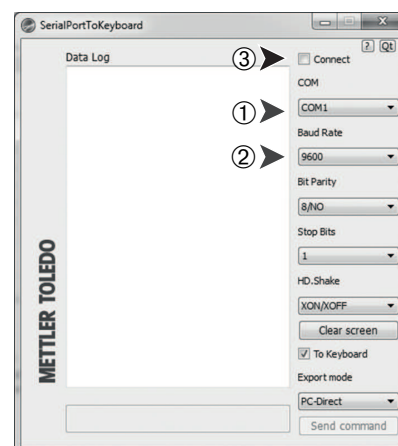 SerialPortToKeyboard
? Qt
Data Log
③
Connect
COM
①
COM1
Baud Rate
②
9600
Bit Parity
8/NO
Stop Bits
1
HD.Shake
XON/XOFF
Clear screen
To Keyboard
Export mode
PC-Direct
Send command
METTLER TOLEDO